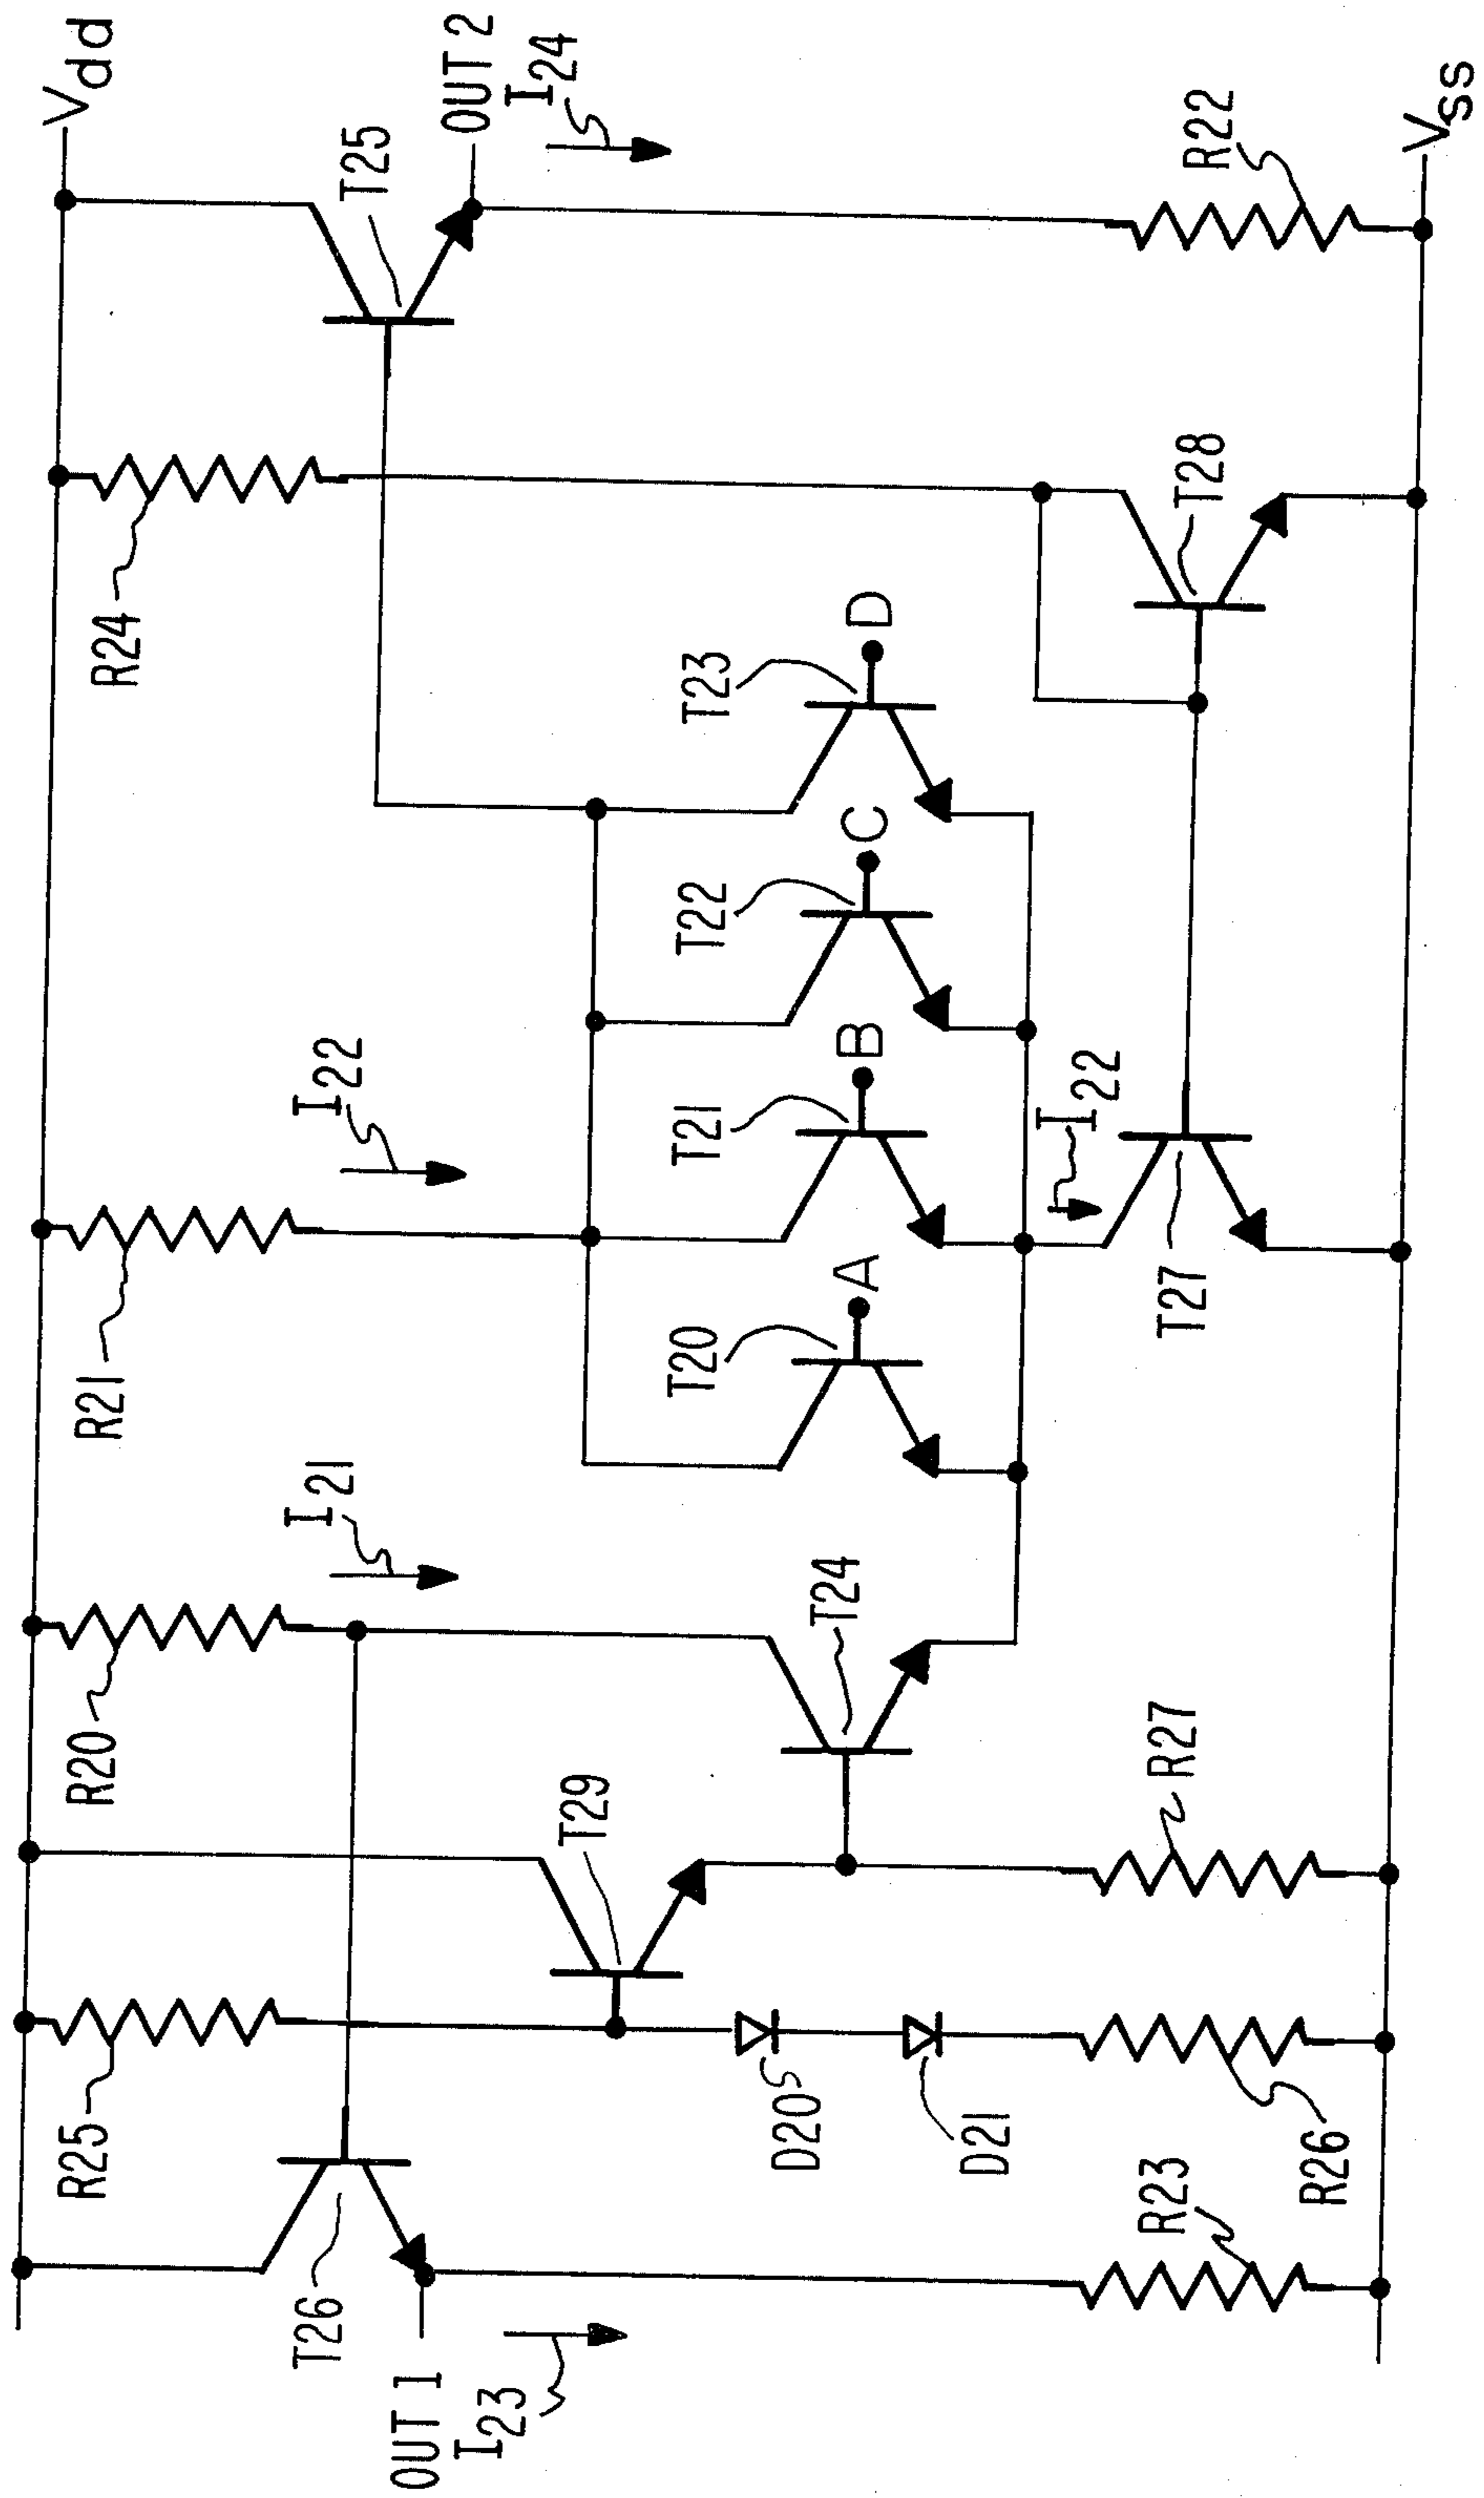 Vdd
T25
OUT 2
I24
R24
R22
T28
Vss
T23
D
T22
C
I22
T21
B
I22
R21
T20
A
T27
I21
R20
T24
T29
R27
R25
D20
D21
R26
R23
T26
OUT 1
I23